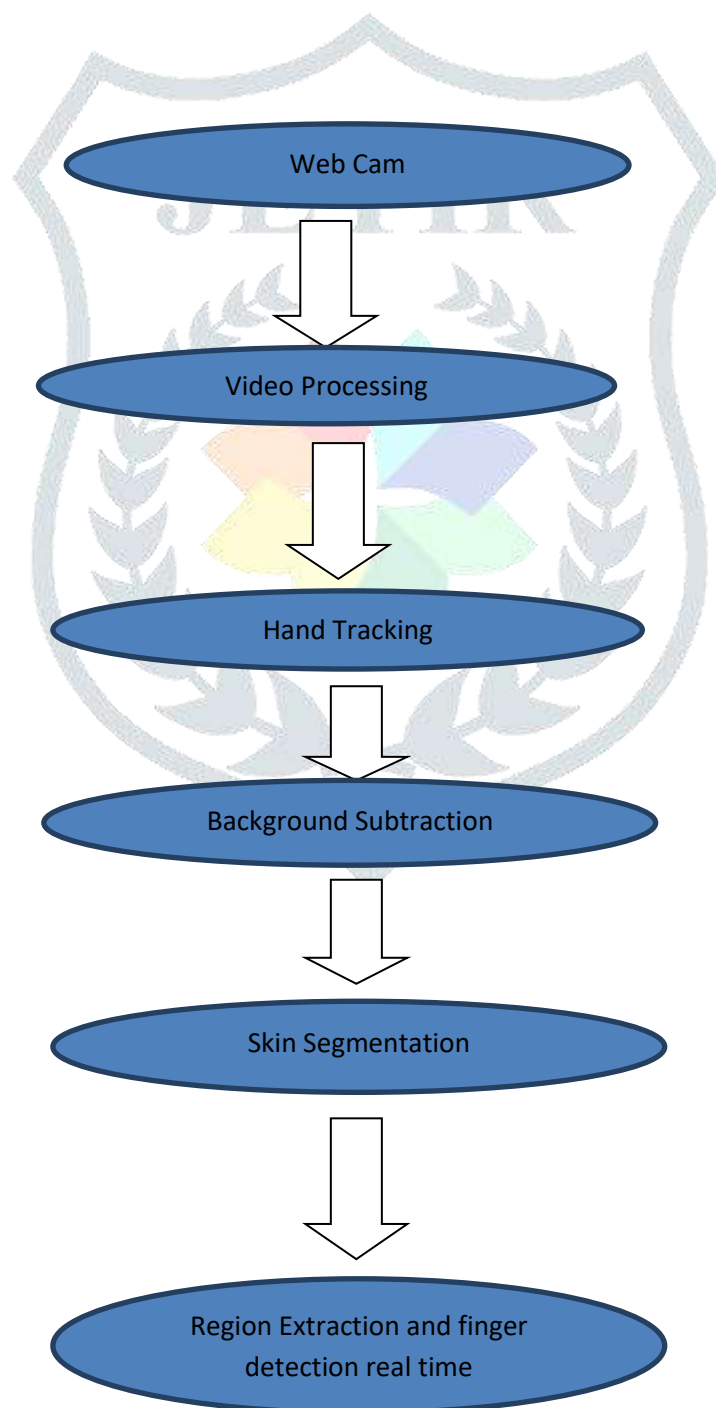 Web Cam
Video Processing
Hand Tracking
Background Subtraction
Skin Segmentation
Region Extraction and finger
detection real time